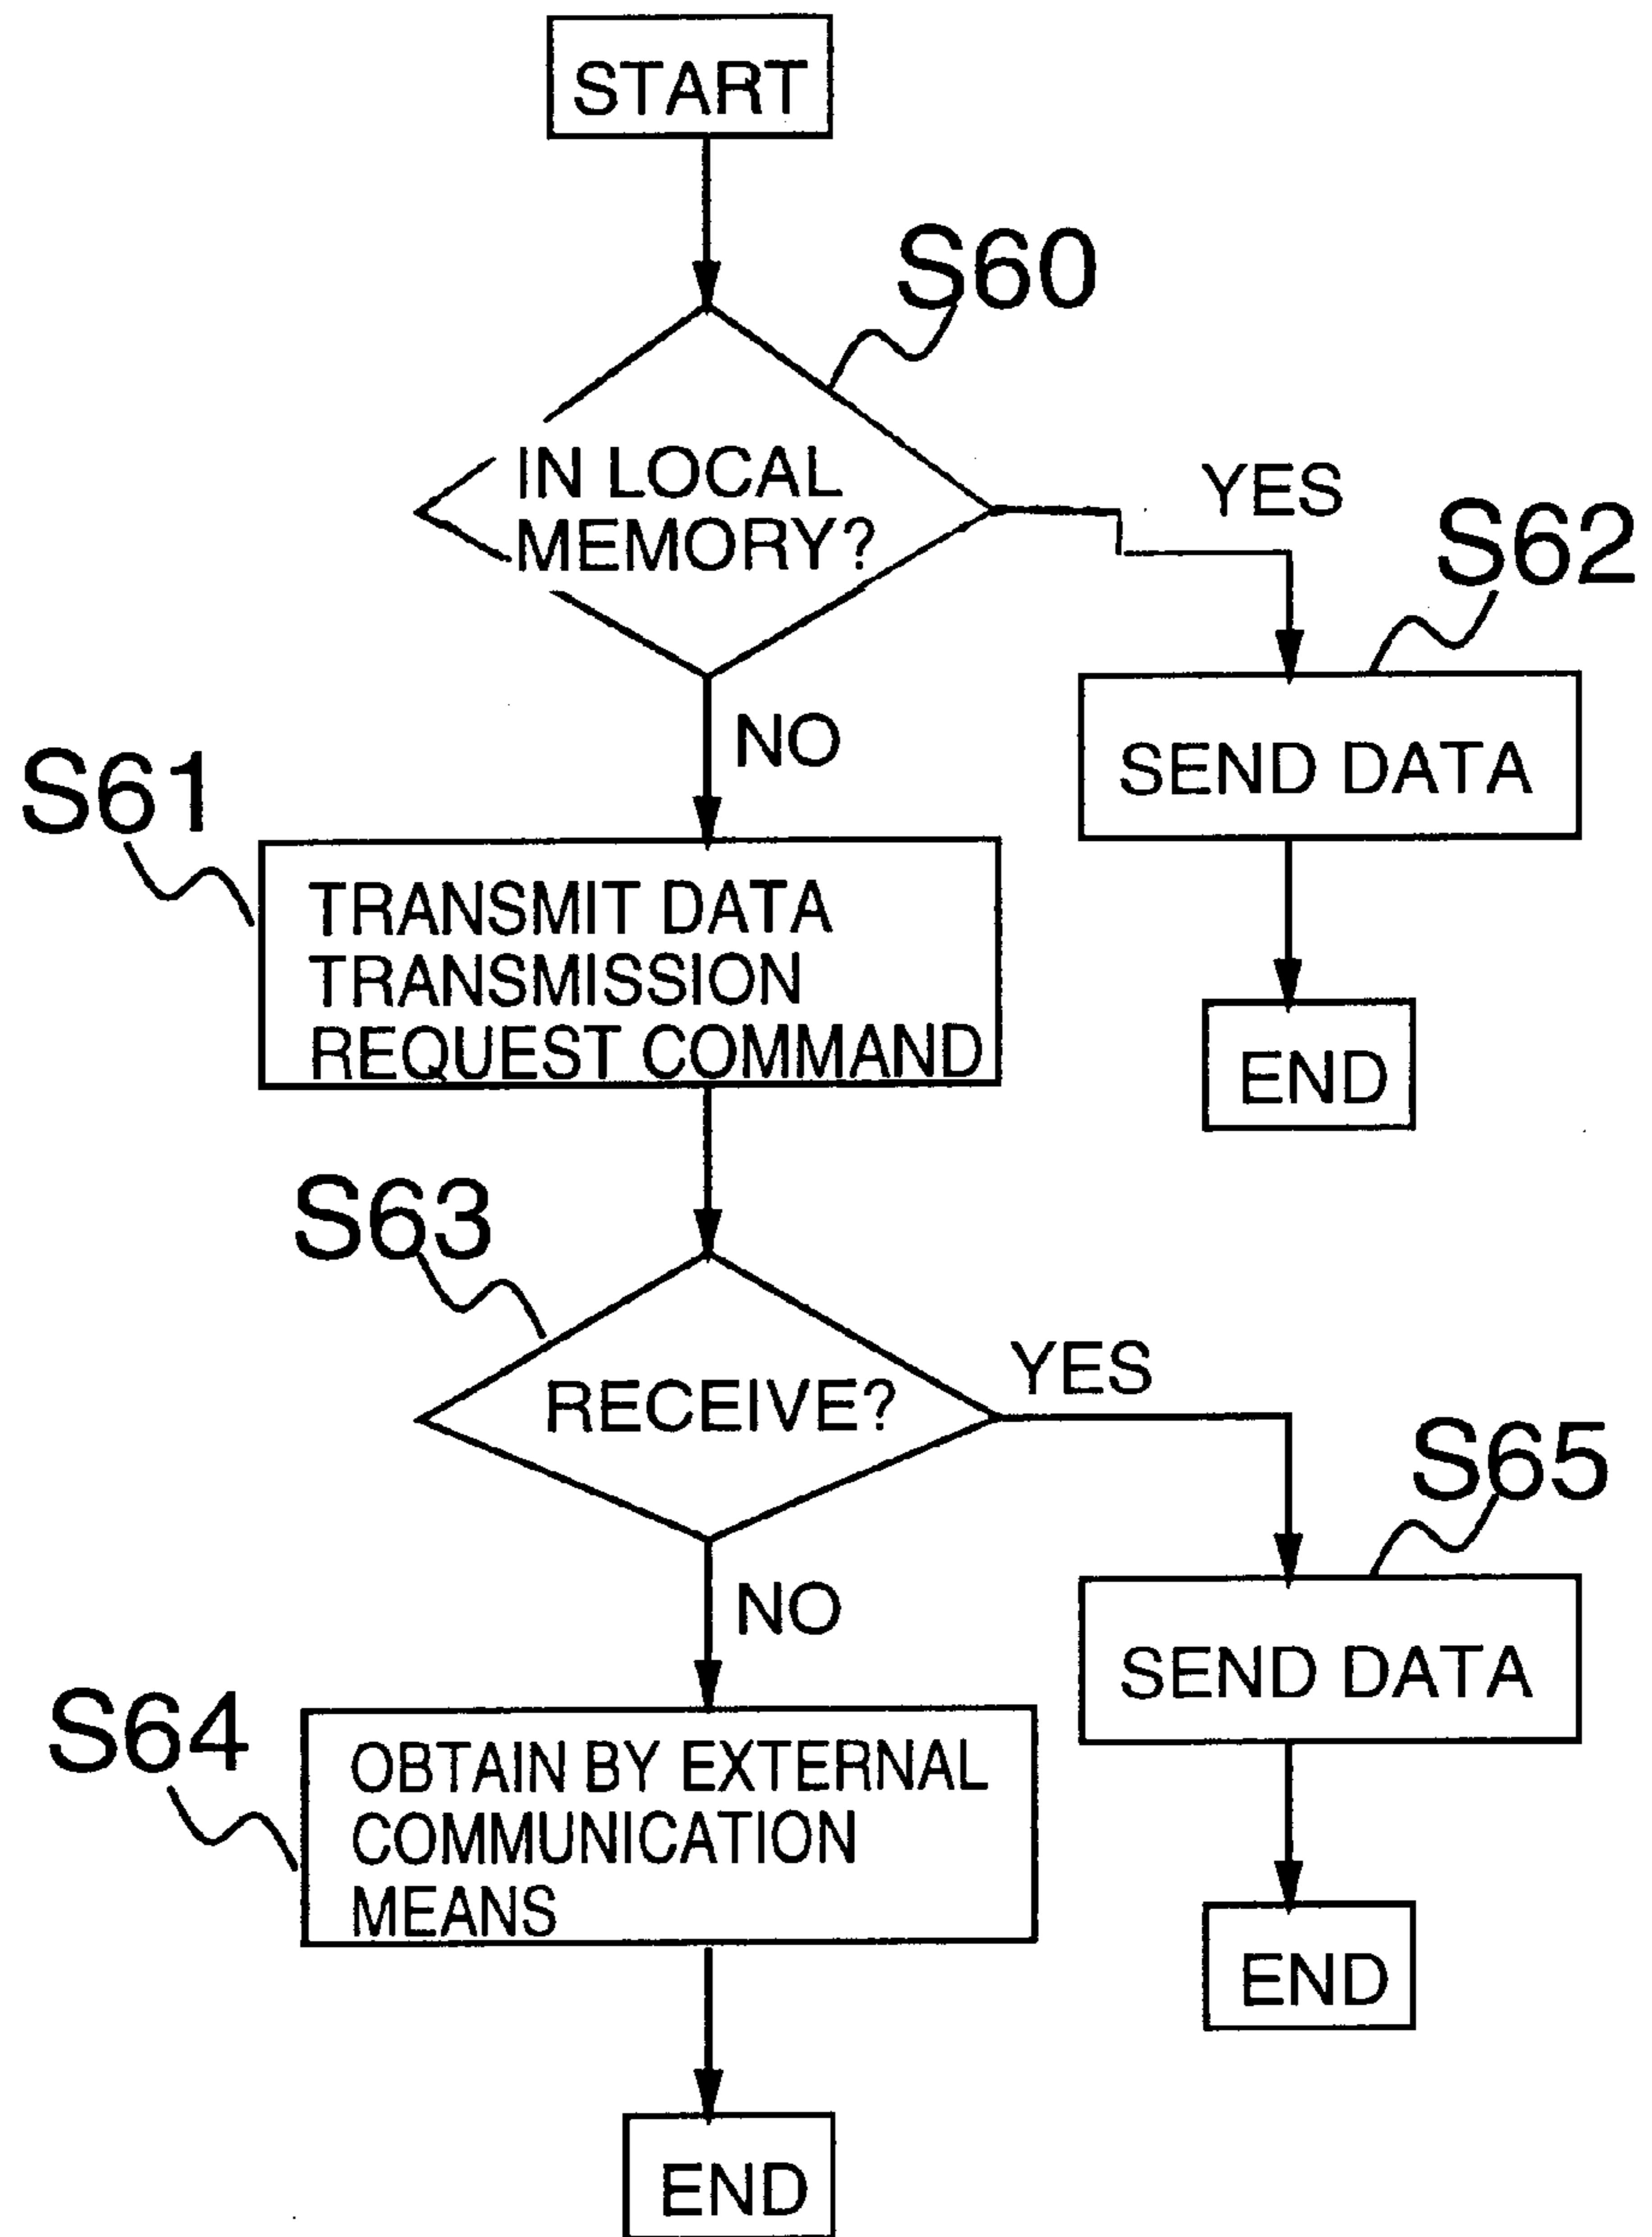 START
S60
IN LOCAL
MEMORY?
YES
S62
SEND DATA
END
NO
S61
TRANSMIT DATA
TRANSMISSION
REQUEST COMMAND
S63
RECEIVE?
YES
S65
SEND DATA
END
NO
S64
OBTAIN BY EXTERNAL
COMMUNICATION
MEANS
END